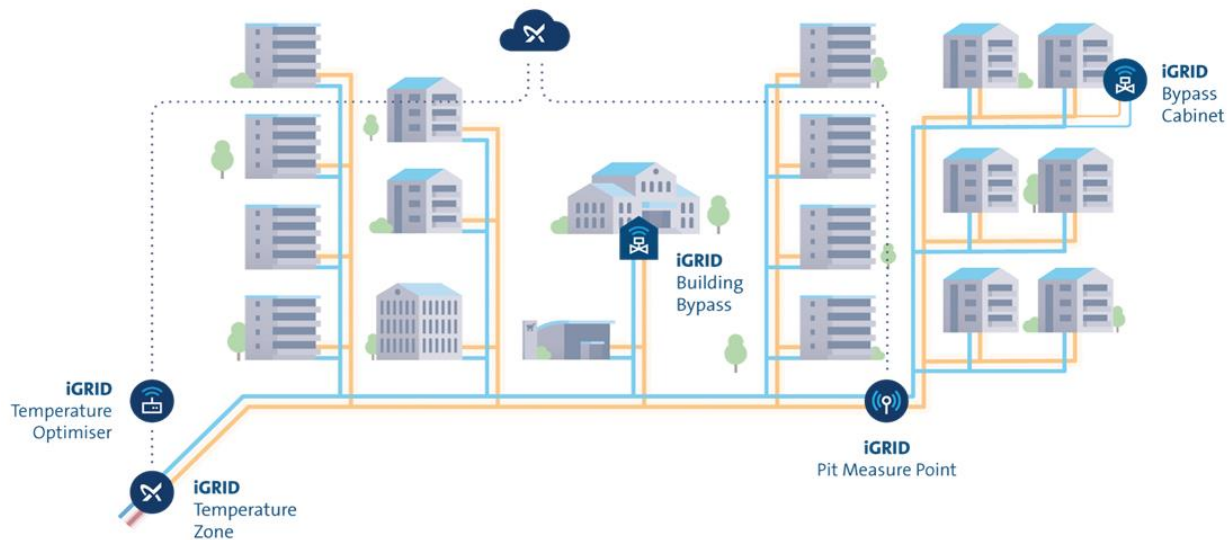 iGRID
Bypass
Cabinet
iGRID
Building
Bypass
iGRID
Temperature
Optimiser
iGRID
Pit Measure Point
iGRID
Temperature
Zone